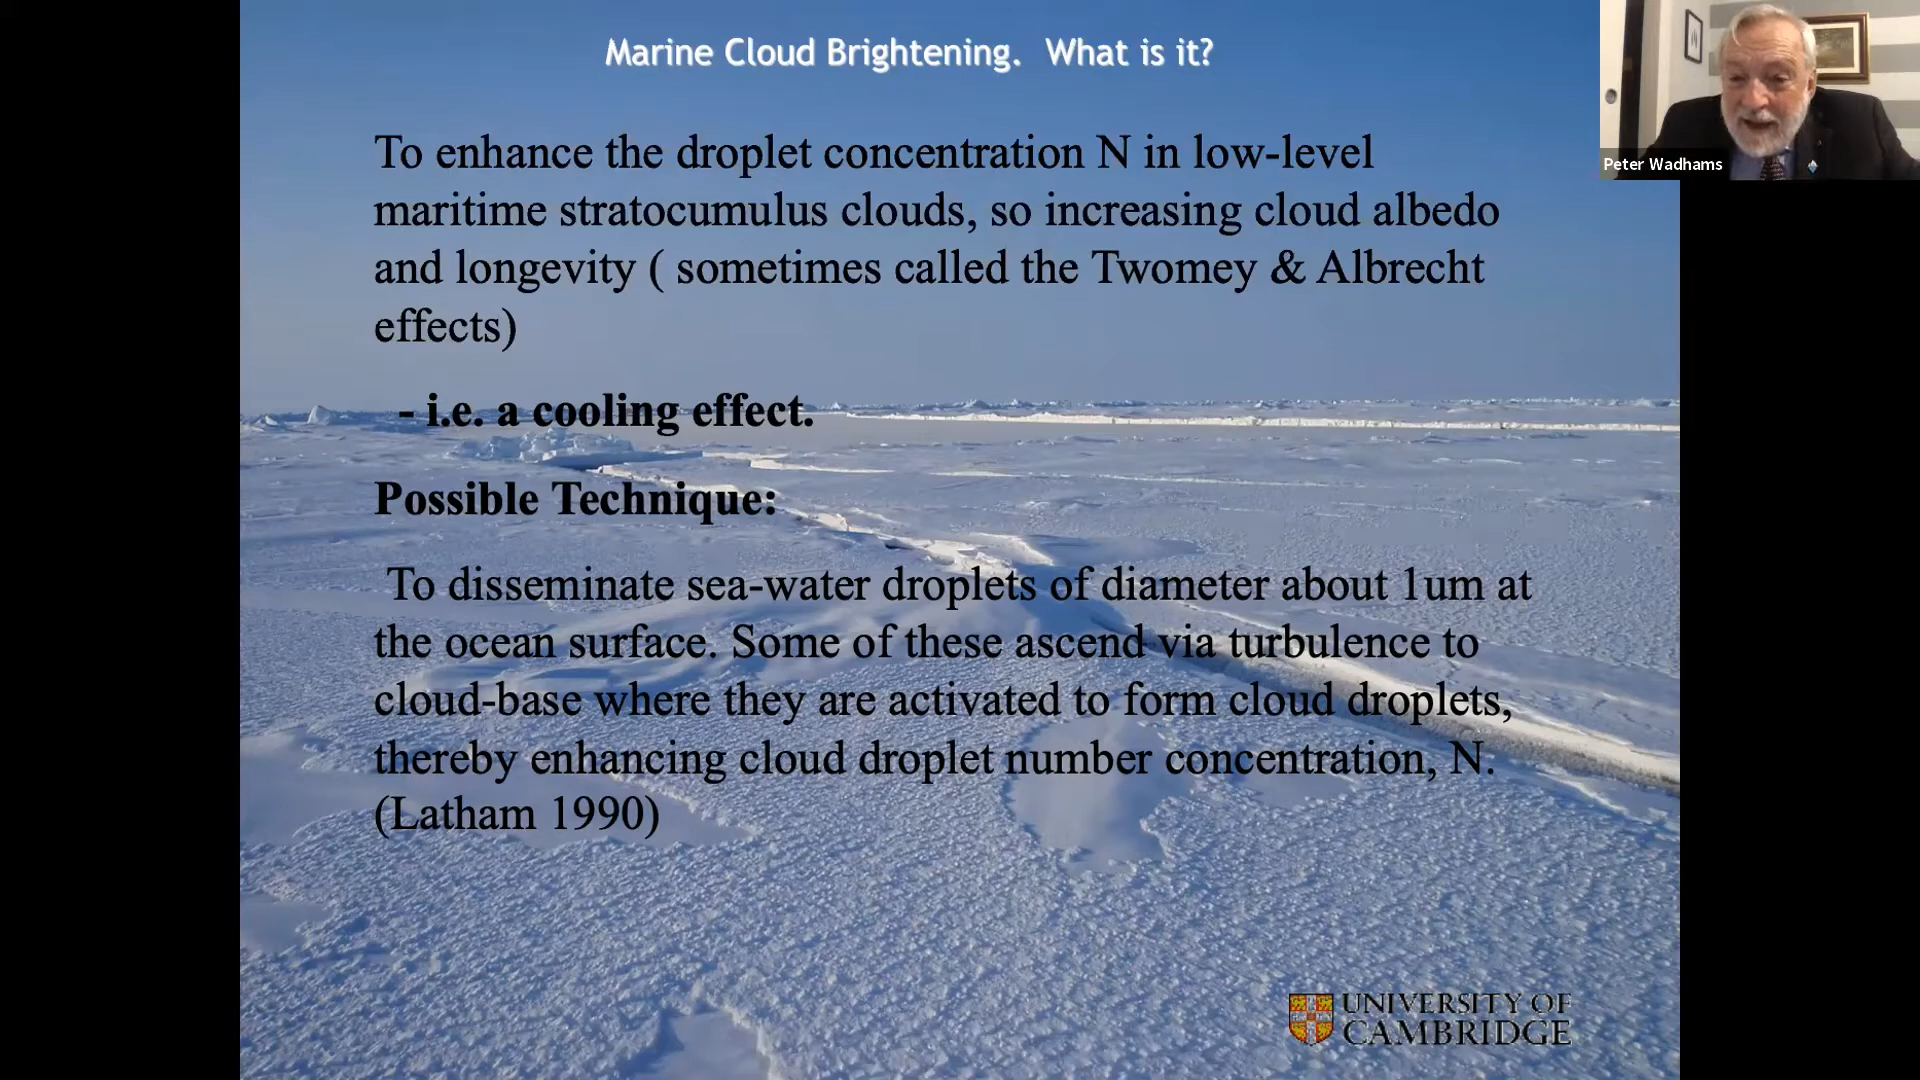 Marine Cloud Brightening. What is it?
To enhance the droplet concentration N in low-level
maritime stratocumulus clouds, so increasing cloud albedo
and longevity ( sometimes called the Twomey & Albrecht
effects)
- i.e. a cooling effect.
Possible Technique:
To disseminate sea-water droplets of diameter about 1um at
the ocean surface. Some of these ascend via turbulence to
cloud-base where they are activated to form cloud droplets,
thereby enhancing cloud droplet number concentration, N.
(Latham 1990)
UNIVERSITY OF
CAMBRIDGE
Peter Wadhams